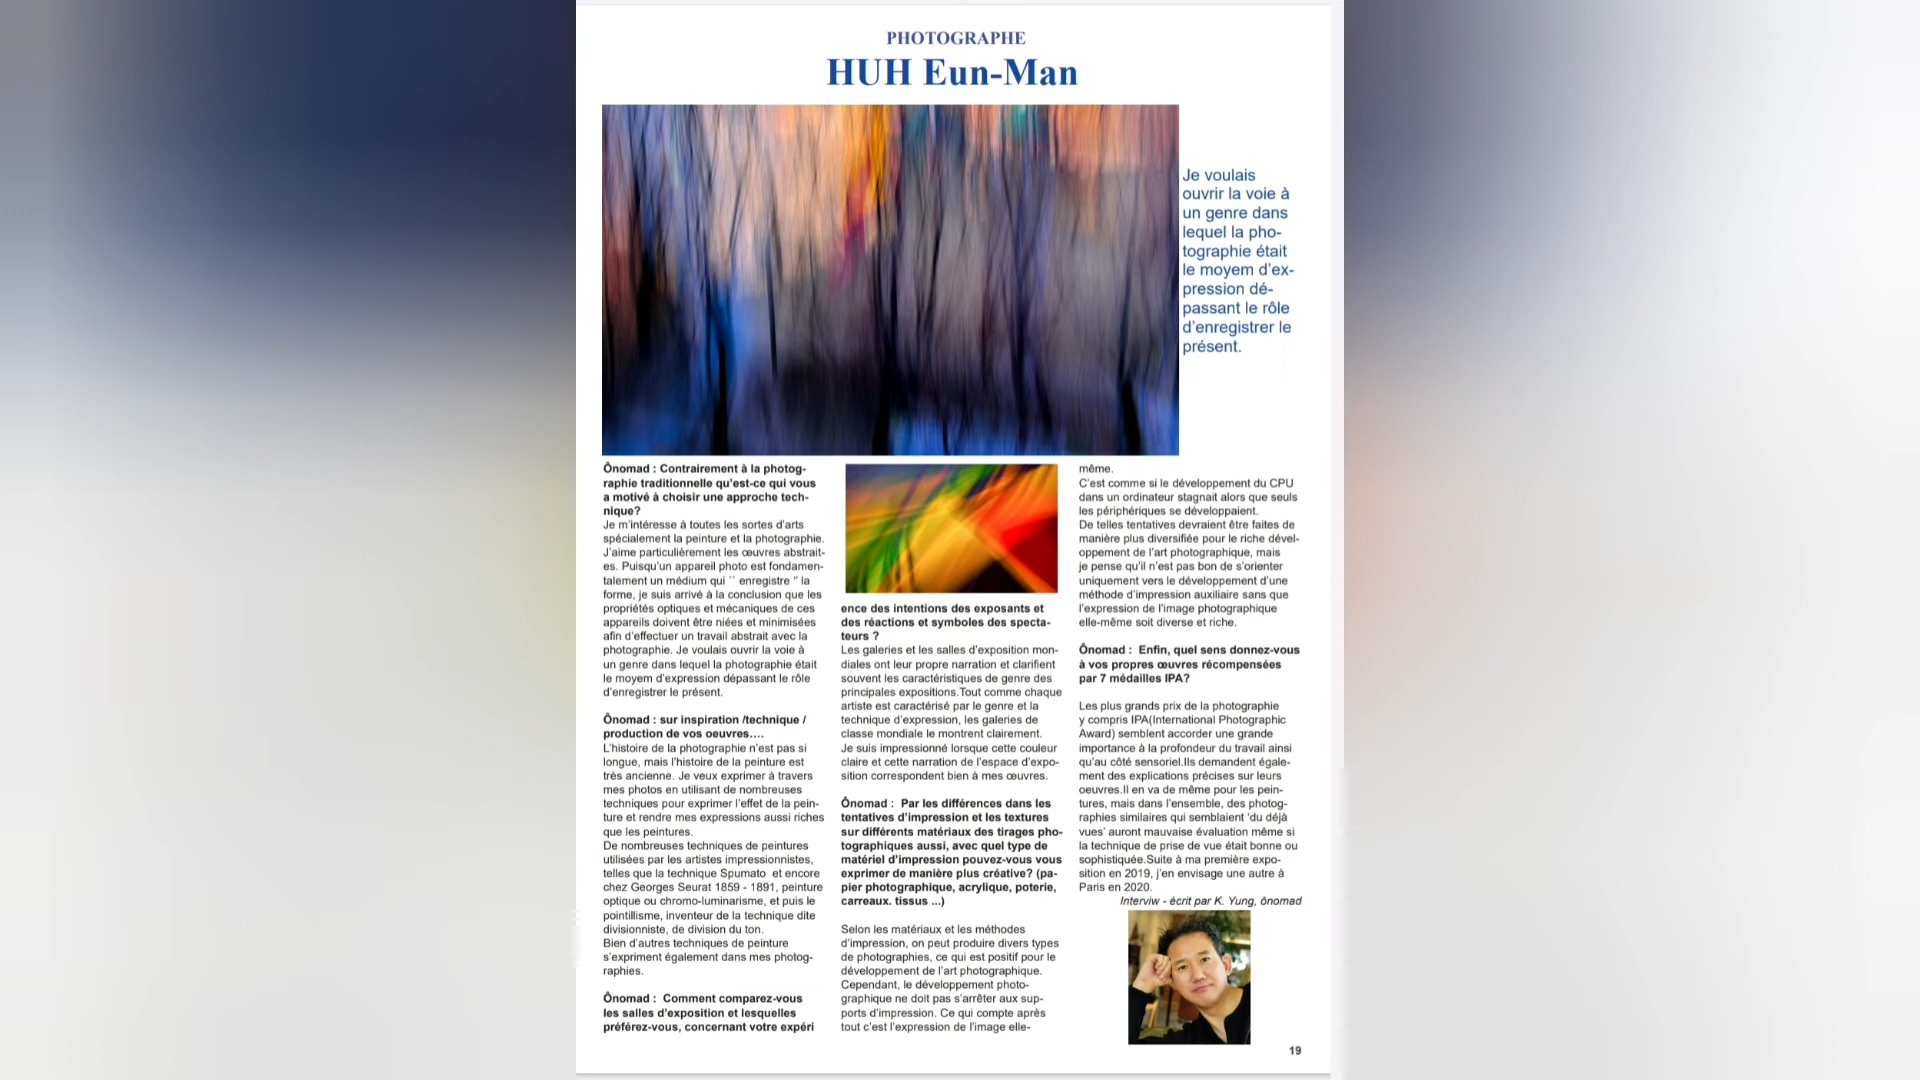 PHOTOGRAPHE
HUH Eun-Man
Je voulais
ouvrir la voie à
un genre dans
lequel la pho-
tographie était
le moyem d'ex-
pression dé-
passant le rôle
d'enregistrer le
présent.
Ônomad : Contrairement à la photog-
raphie traditionnelle qu'est-ce qui vous
a motivé à choisir une approche tech-
nique?
Je m'intéresse à toutes les sortes d'arts
spécialement la peinture et la photographie.
J'aime particulièrement les œuvres abstrait-
es. Puisqu'un appareil photo est fondamen-
talement un médium qui `` enregistre '' la
forme, je suis arrivé à la conclusion que les
propriétés optiques et mécaniques de ces
appareils doivent être niées et minimisées
afin d'effectuer un travail abstrait avec la
photographie. Je voulais ouvrir la voie à
un genre dans lequel la photographie était
le moyem d'expression dépassant le rôle
d'enregistrer le présent.
Ônomad : sur inspiration /technique /
production de vos oeuvres….
L'histoire de la photographie n'est pas si
longue, mais l'histoire de la peinture est
très ancienne. Je veux exprimer à travers
mes photos en utilisant de nombreuses
techniques pour exprimer l'effet de la pein-
ture et rendre mes expressions aussi riches
que les peintures.
De nombreuses techniques de peintures
utilisées par les artistes impressionnistes,
telles que la technique Spumato et encore
chez Georges Seurat 1859 - 1891, peinture
optique ou chromo-luminarisme, et puis le
pointillisme, inventeur de la technique dite
divisionniste, de division du ton.
Bien d'autres techniques de peinture
s'expriment également dans mes photog-
raphies.
Ônomad : Comment comparez-vous
les salles d'exposition et lesquelles
préférez-vous, concernant votre expéri
ence des intentions des exposants et
des réactions et symboles des specta-
teurs ?
Les galeries et les salles d'exposition mon-
diales ont leur propre narration et clarifient
souvent les caractéristiques de genre des
principales expositions.Tout comme chaque
artiste est caractérisé par le genre et la
technique d'expression, les galeries de
classe mondiale le montrent clairement.
Je suis impressionné lorsque cette couleur
claire et cette narration de l'espace d'expo-
sition correspondent bien à mes œuvres.
Ônomad : Par les différences dans les
tentatives d'impression et les textures
sur différents matériaux des tirages pho-
tographiques aussi, avec quel type de
matériel d'impression pouvez-vous vous
exprimer de manière plus créative? (pa-
pier photographique, acrylique, poterie,
carreaux. tissus ...)
Selon les matériaux et les méthodes
d'impression, on peut produire divers types
de photographies, ce qui est positif pour le
développement de l'art photographique.
Cependant, le développement photo-
graphique ne doit pas s'arrêter aux sup-
ports d'impression. Ce qui compte après
tout c'est l'expression de l'image elle-
même.
C'est comme si le développement du CPU
dans un ordinateur stagnait alors que seuls
les périphériques se développaient.
De telles tentatives devraient être faites de
manière plus diversifiée pour le riche dével-
oppement de l'art photographique, mais
je pense qu'il n'est pas bon de s'orienter
uniquement vers le développement d'une
méthode d'impression auxiliaire sans que
l'expression de l'image photographique
elle-même soit diverse et riche.
Ônomad : Enfin, quel sens donnez-vous
à vos propres œuvres récompensées
par 7 médailles IPA?
Les plus grands prix de la photographie
y compris IPA(International Photographic
Award) semblent accorder une grande
importance à la profondeur du travail ainsi
qu'au côté sensoriel.Ils demandent égale-
ment des explications précises sur leurs
oeuvres.Il en va de même pour les pein-
tures, mais dans l'ensemble, des photog-
raphies similaires qui semblaient 'du déjà
vues' auront mauvaise évaluation même si
la technique de prise de vue était bonne ou
sophistiquée.Suite à ma première expo-
sition en 2019, j'en envisage une autre à
Paris en 2020.
Interviw - écrit par K. Yung, ônomad
19